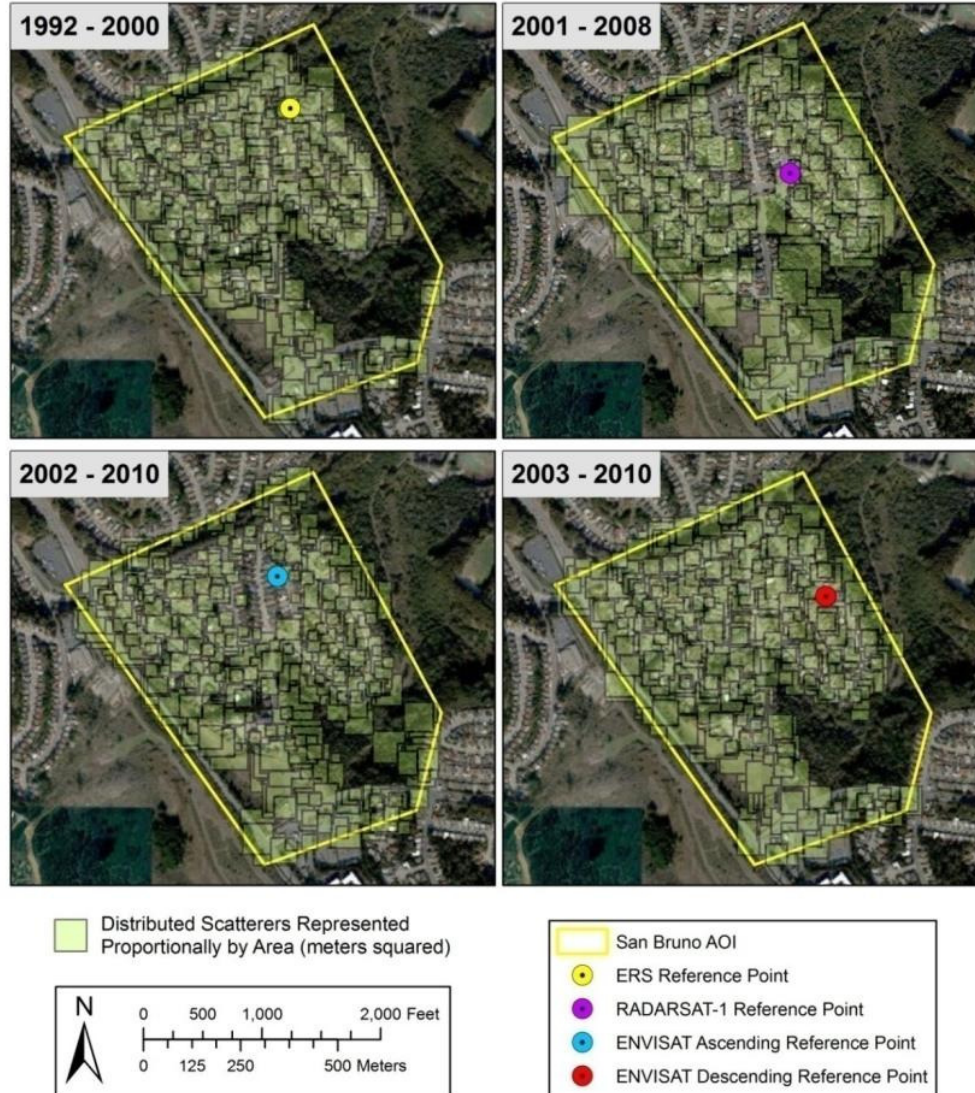 1992 - 2000
2001 - 2008
2002 - 2010
2003 - 2010
Distributed Scatterers Represented
Proportionally by Area (meters squared)
N
0 500 1,000 2,000 Feet
0 125 250 500 Meters
San Bruno AOI
ERS Reference Point
RADARSAT-1 Reference Point
ENVISAT Ascending Reference Point
ENVISAT Descending Reference Point